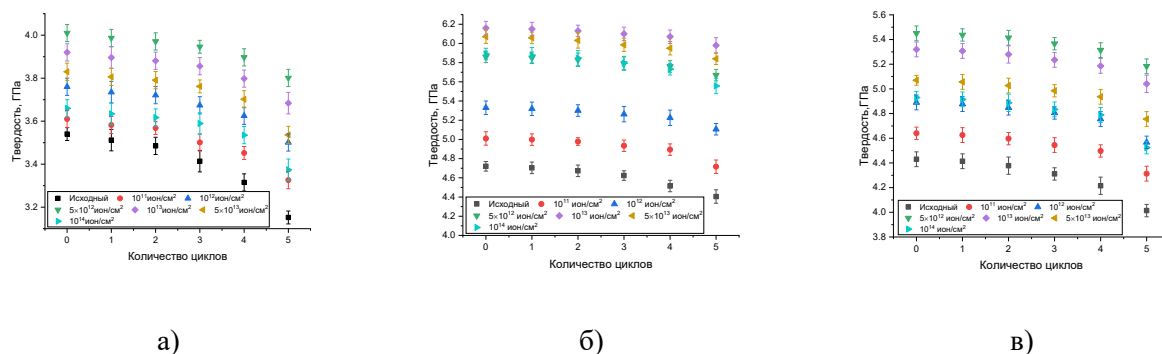 4.0
3.8
3.6
3.4
3.2
Твердость, ГПа
Исходный 10¹¹ион/см² 10¹²ион/см²
5×10¹²ион/см² 10¹³ион/см² 5×10¹³ион/см²
10¹⁴ион/см²
0 1 2 3 4 5
Количество циклов
а)
6.2
6.0
5.8
5.6
5.4
5.2
5.0
4.8
4.6
4.4
4.2
4.0
Твердость, ГПа
Исходный 10¹¹ ион/см² 10¹² ион/см²
5×10¹² ион/см² 10¹³ ион/см² 5×10¹³ ион/см²
10¹⁴ ион/см²
0 1 2 3 4 5
Количество циклов
б)
5.6
5.4
5.2
5.0
4.8
4.6
4.4
4.2
4.0
3.8
Твердость, ГПа
Исходный 10¹¹ ион/см² 10¹² ион/см²
5×10¹² ион/см² 10¹³ ион/см² 5×10¹³ ион/см²
10¹⁴ ион/см²
0 1 2 3 4 5
Количество циклов
в)